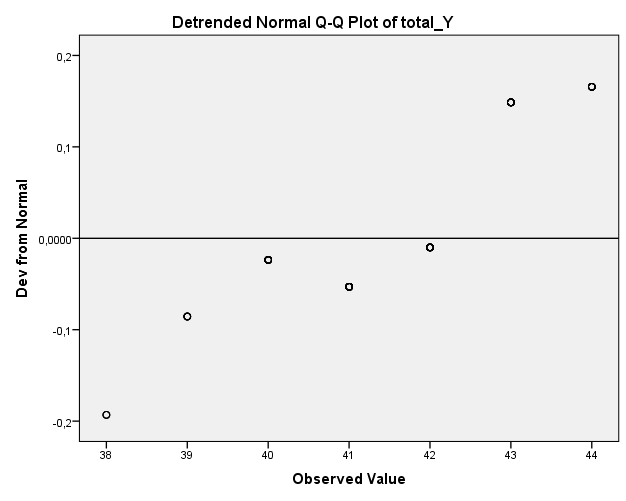 Detrended Normal Q-Q Plot of total_Y
0,2
0,1
0,0000
-0,1
-0,2
Dev from Normal
38 39 40 41 42 43 44
Observed Value